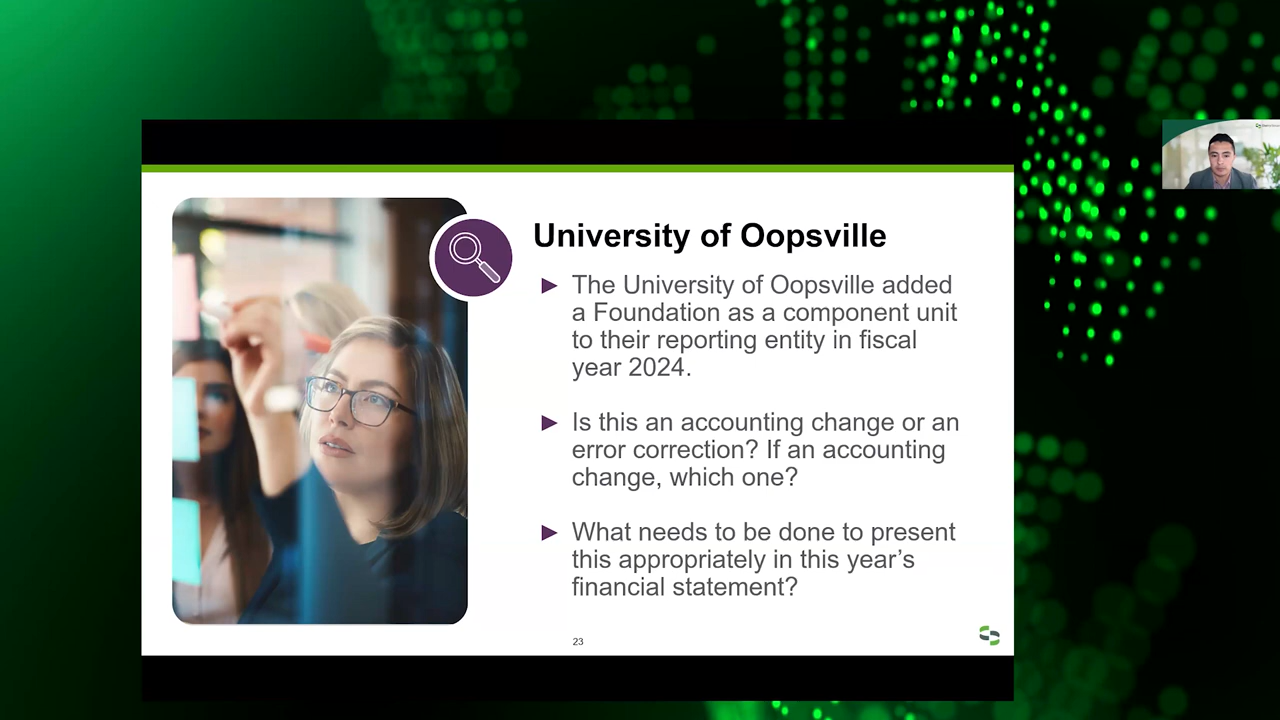 University of Oopsville
► The University of Oopsville added
a Foundation as a component unit
to their reporting entity in fiscal
year 2024.
► Is this an accounting change or an
error correction? If an accounting
change, which one?
► What needs to be done to present
this appropriately in this year’s
financial statement?
23